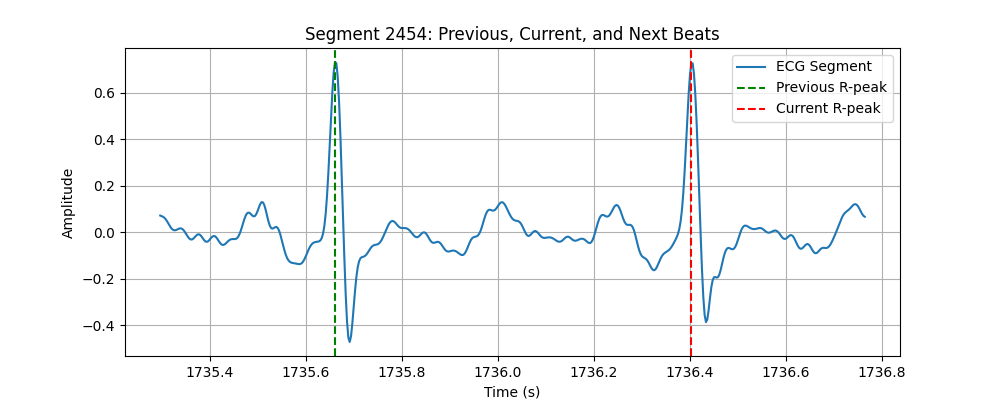 Segment 2454: Previous, Current, and Next Beats
ECG Segment
Previous R-peak
Current R-peak
Amplitude
0.6
0.4
0.2
0.0
−0.2
−0.4
1735.4 1735.6 1735.8 1736.0 1736.2 1736.4 1736.6 1736.8
Time (s)